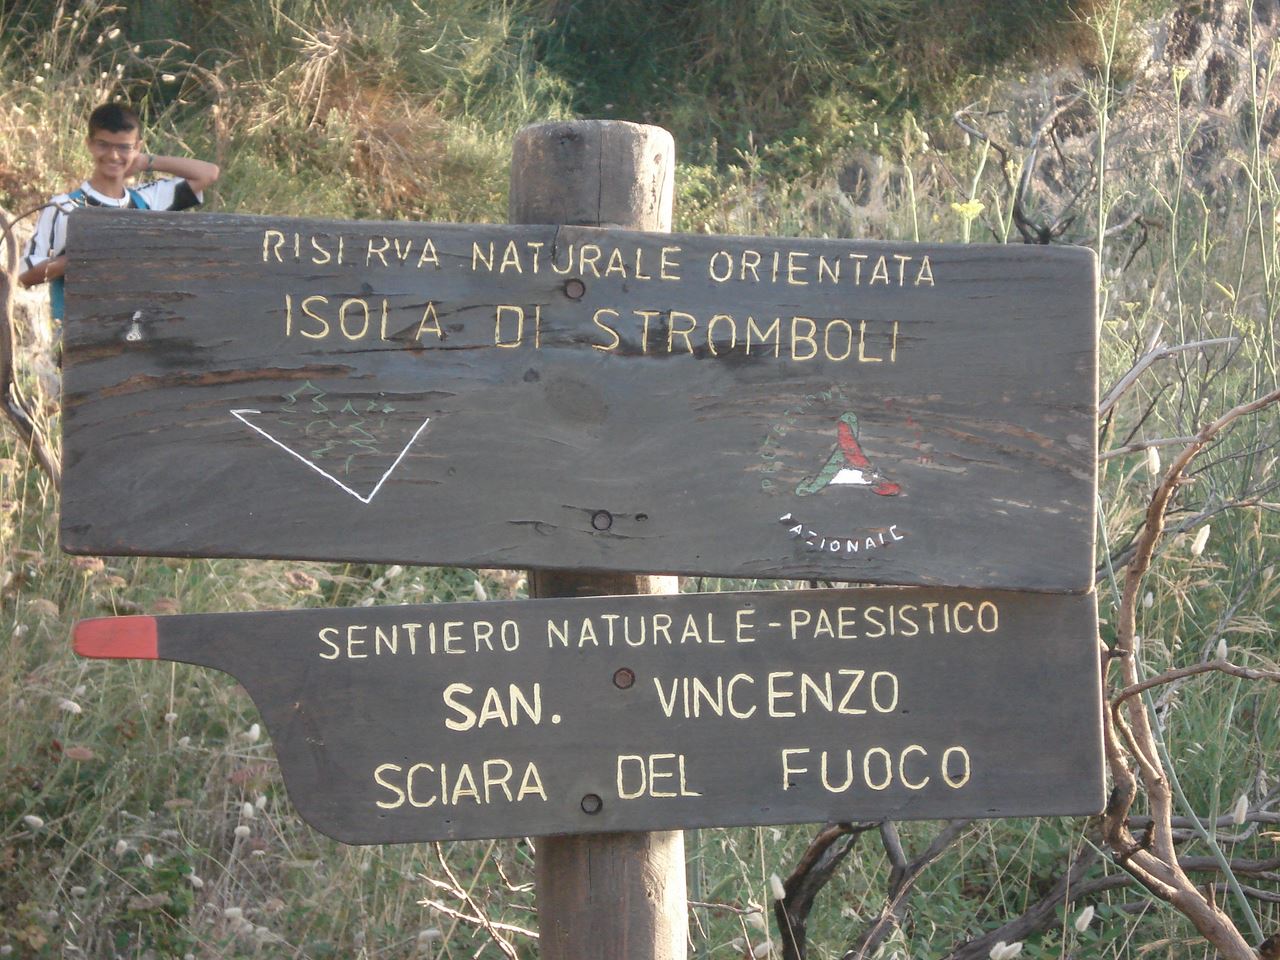 RISERVA NATURALE ORIENTATA
ISOLA DI STROMBOLI
NAZIONALE
SENTIERO NATURALE-PAESISTICO
SAN. VINCENZO
SCIARA DEL FUOCO